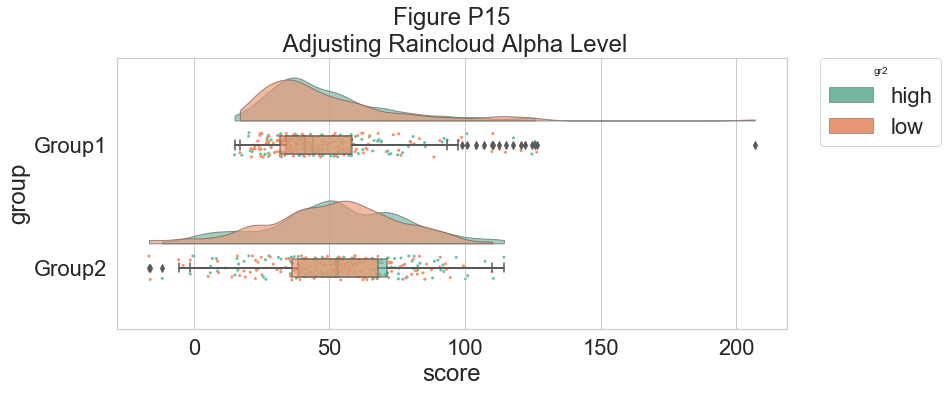 Figure P15
Adjusting Raincloud Alpha Level
gr2
high
low
Group1
group
Group2
0
50
100
150
200
score